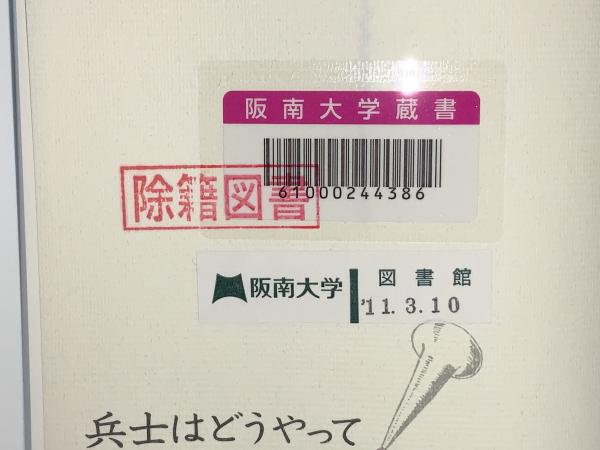 阪南大学蔵書
61000244386
除籍図書
阪南大学
図書館
'11.3.10
兵士はどうやって